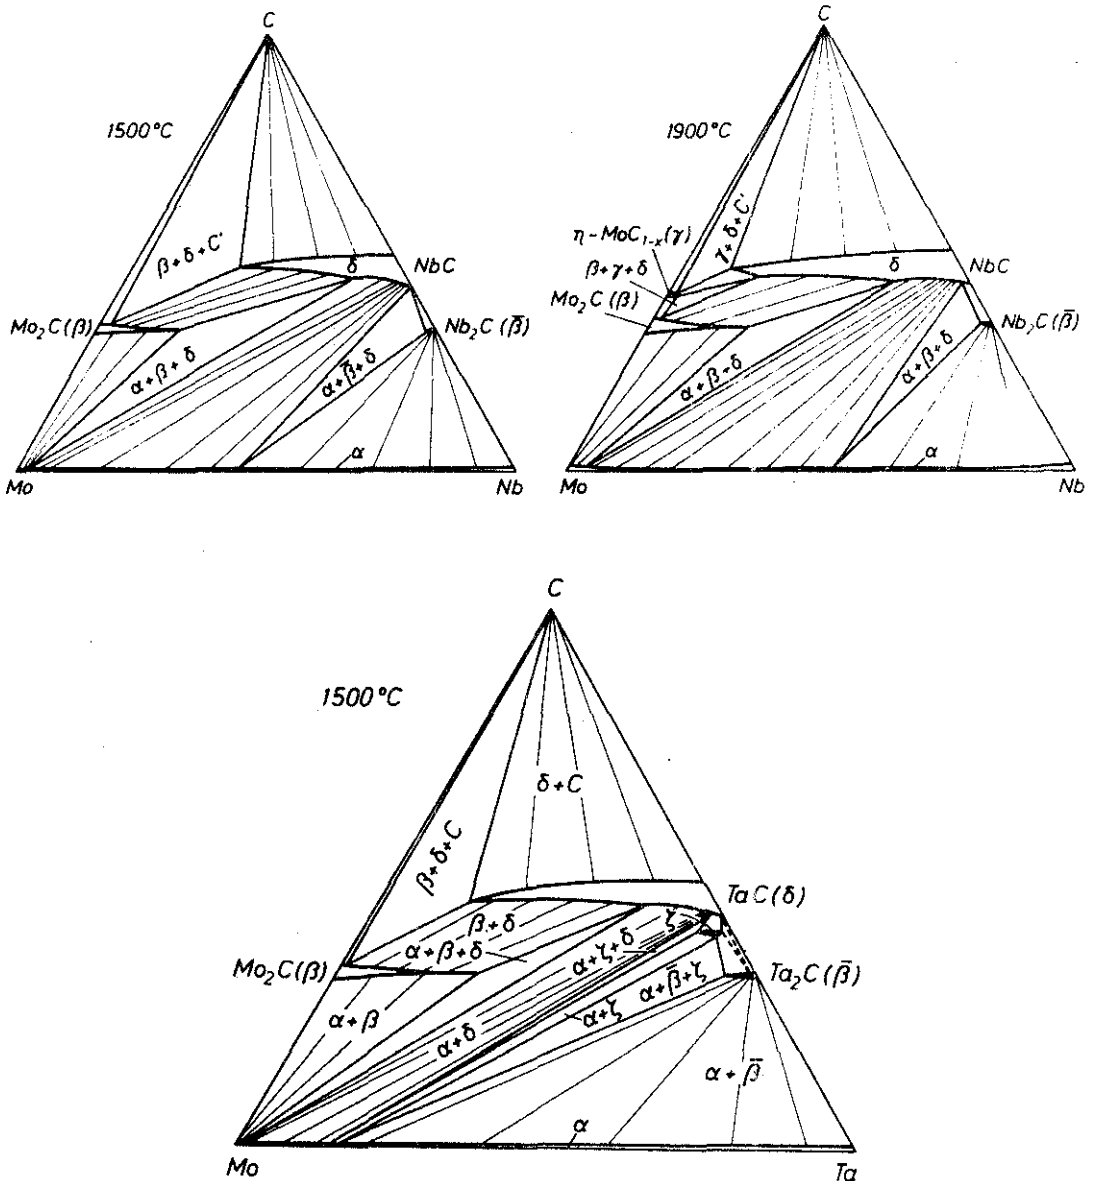 C
1500°C
β+δ+C'
δ
NbC
Mo₂C(β)
Nb₂C(β̄)
α+β+δ
α+β̄+δ
α
Mo
Nb
C
1900°C
γ+δ+C'
η-MoC₁₋ₓ(γ)
β+γ+δ
Mo₂C(β)
δ
NbC
Nb₂C(β̄)
α+β+δ
α+β+δ
α
Mo
Nb
C
1500°C
δ+C
β+δ+C
TaC(δ)
β+δ
ζ
α+β+δ
α+ζ+δ
Mo₂C(β)
Ta₂C(β̄)
α+β̄+ζ
α+β
α+ζ
α+δ
α+β̄
α
Mo
Ta